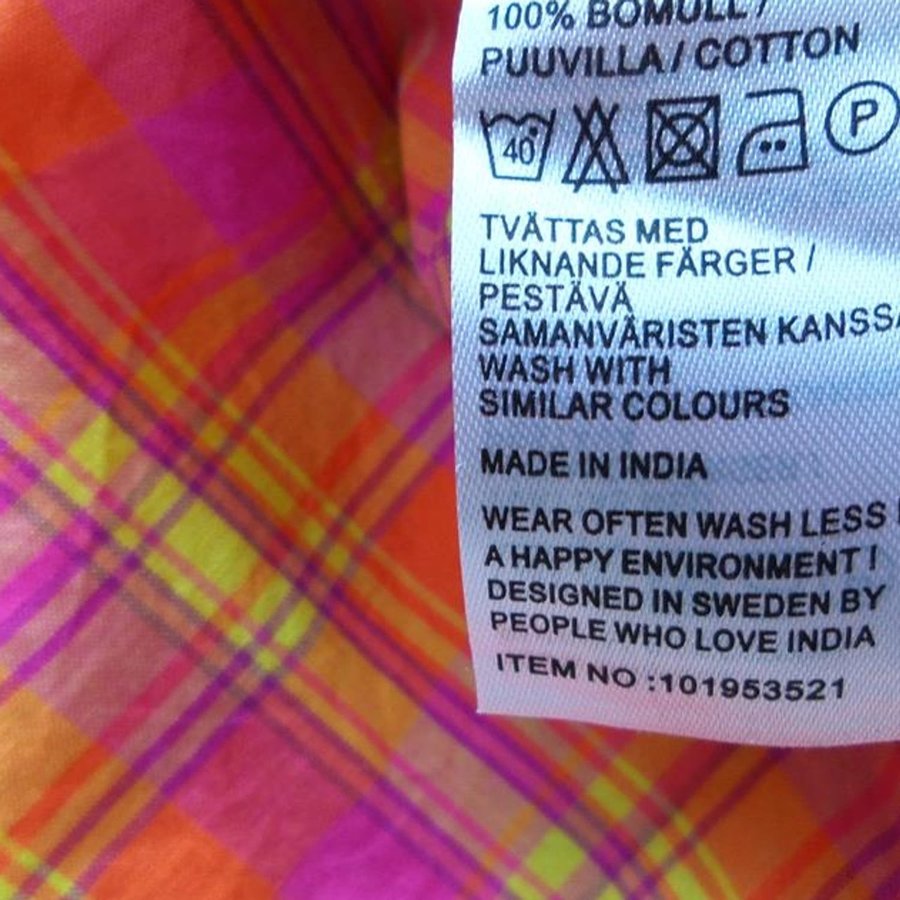 100% BOMULL /
PUUVILLA / COTTON
40 P
TVÄTTAS MED
LIKNANDE FÄRGER /
PESTÄVÄ
SAMANVÄRISTEN KANSSA
WASH WITH
SIMILAR COLOURS
MADE IN INDIA
WEAR OFTEN WASH LESS
A HAPPY ENVIRONMENT !
DESIGNED IN SWEDEN BY
PEOPLE WHO LOVE INDIA
ITEM NO :101953521